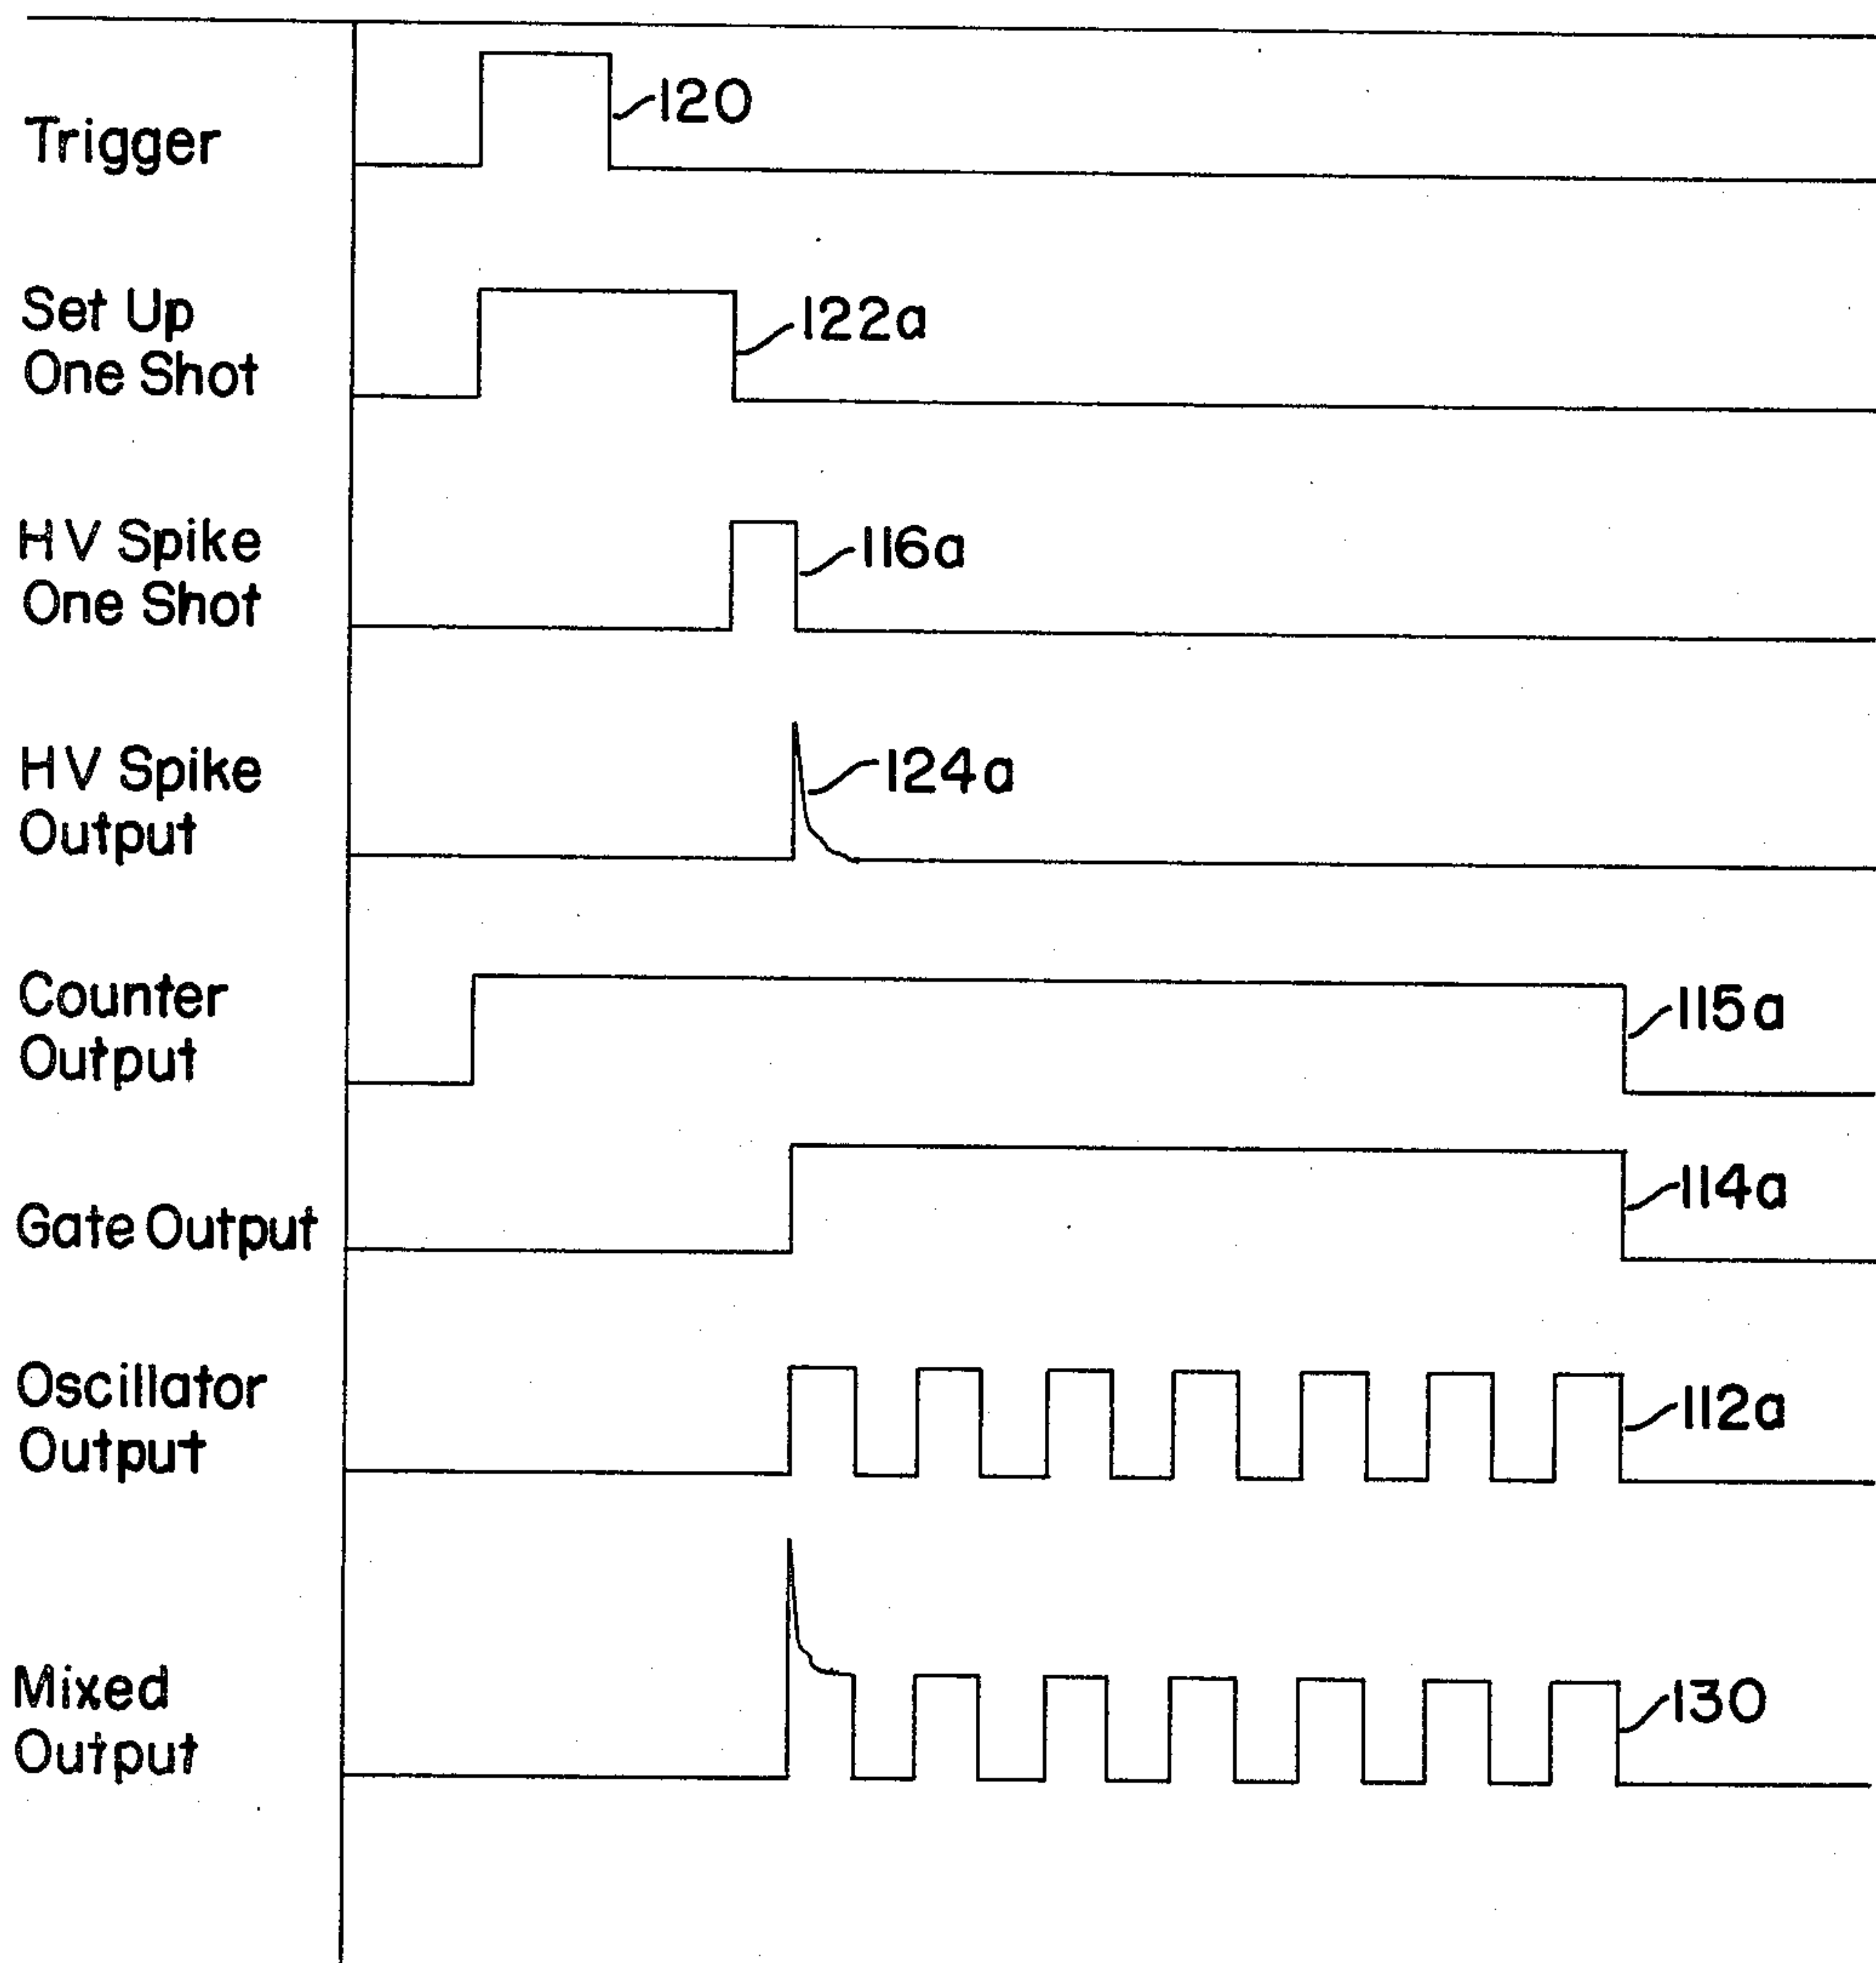 Trigger
120
Set Up
One Shot
122a
HV Spike
One Shot
116a
HV Spike
Output
124a
Counter
Output
115a
Gate Output
114a
Oscillator
Output
112a
Mixed
Output
130